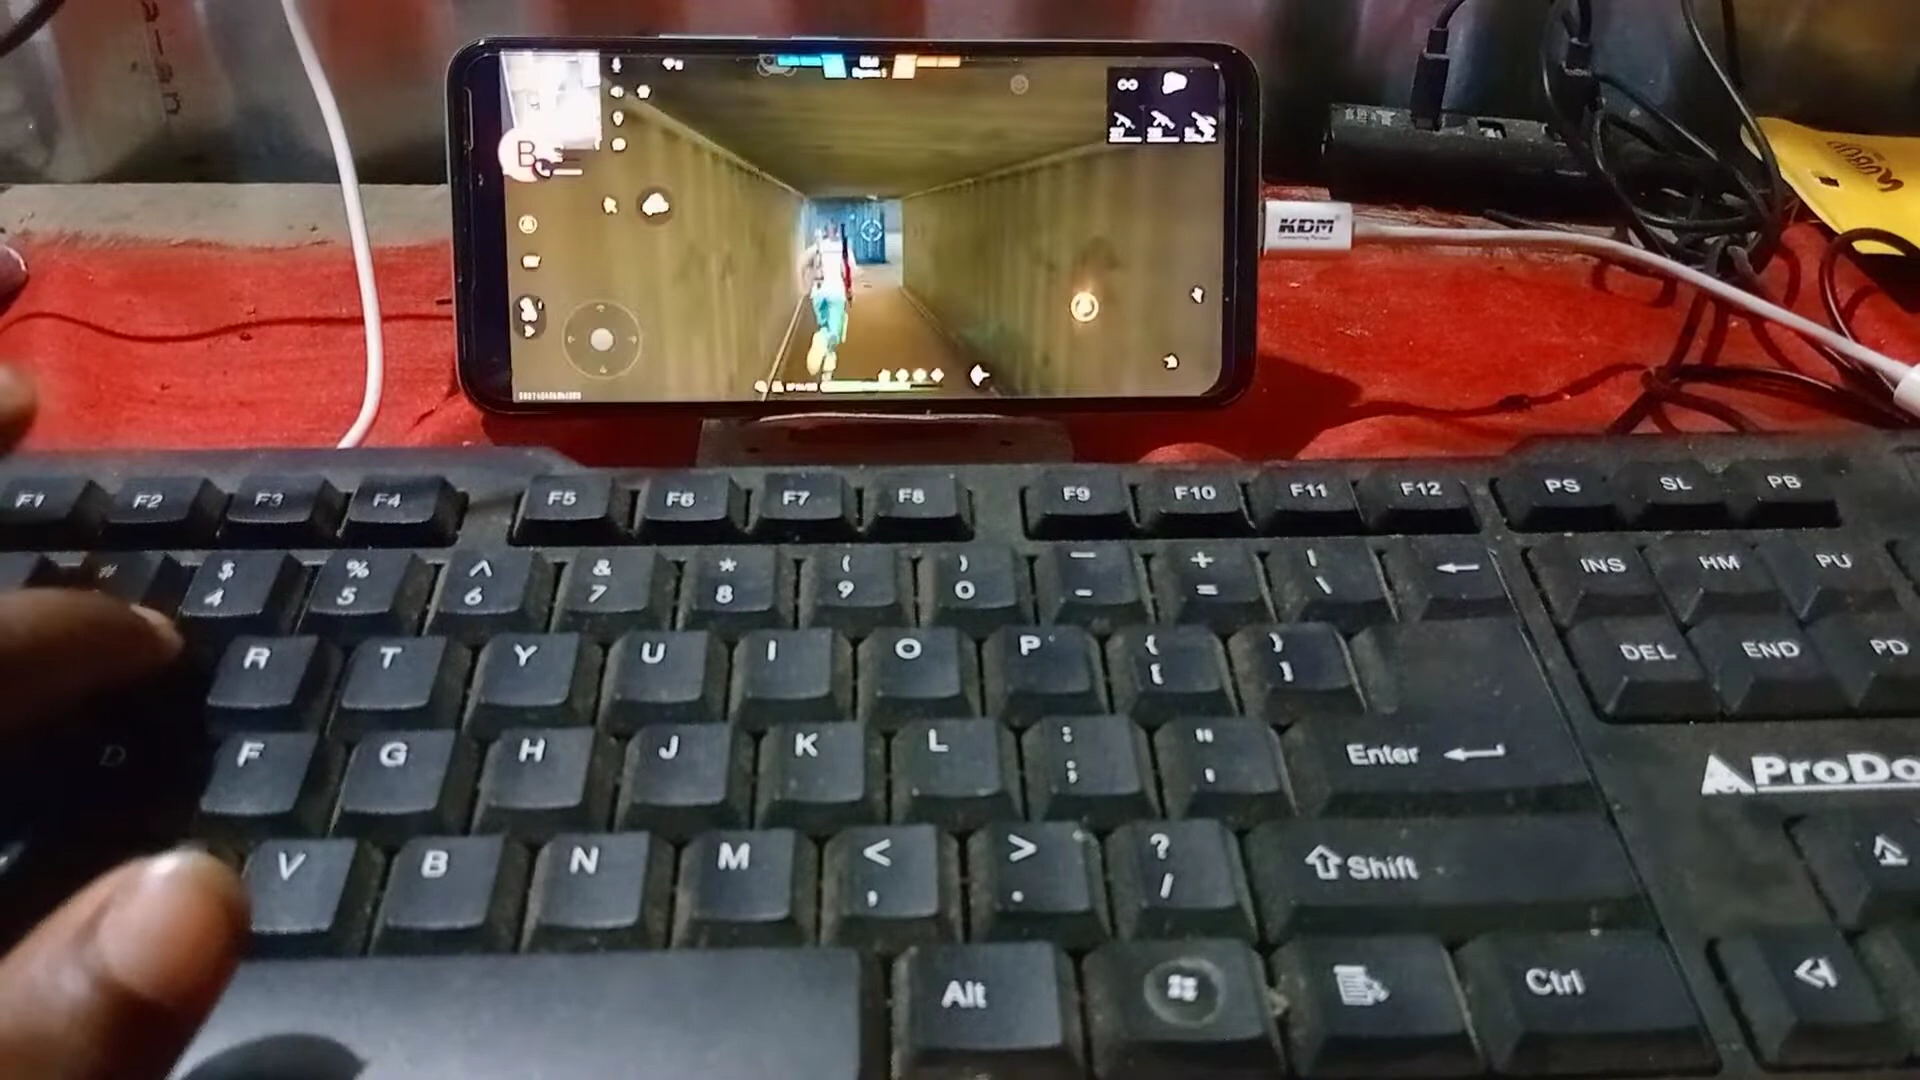 B
KDM
F1 F2 F3 F4 F5 F6 F7 F8 F9 F10 F11 F12 PS SL PB
# $ 4 % 5 ^ 6 & 7 * 8 ( 9 ) 0 _ - + = | \ ← INS HM PU
R T Y U I O P { [ } ] DEL END PD
D F G H J K L : ; " ' Enter ←
ProDo
V B N M < , > . ? / ⇧ Shift
Alt Ctrl